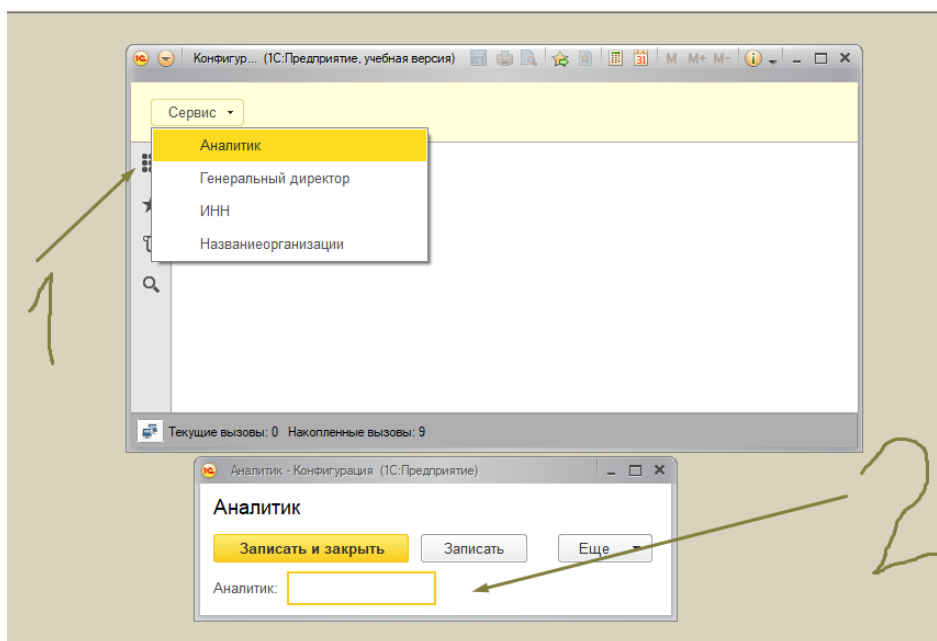 Конфигур... (1С:Предприятие, учебная версия) 31 M M+ M-
Сервис
Аналитик
Генеральный директор
ИНН
Названиеорганизации
1
Текущие вызовы: 0 Накопленные вызовы: 9
Аналитик - Конфигурация (1С:Предприятие)
2
Аналитик
Записать и закрыть Записать Еще
Аналитик: